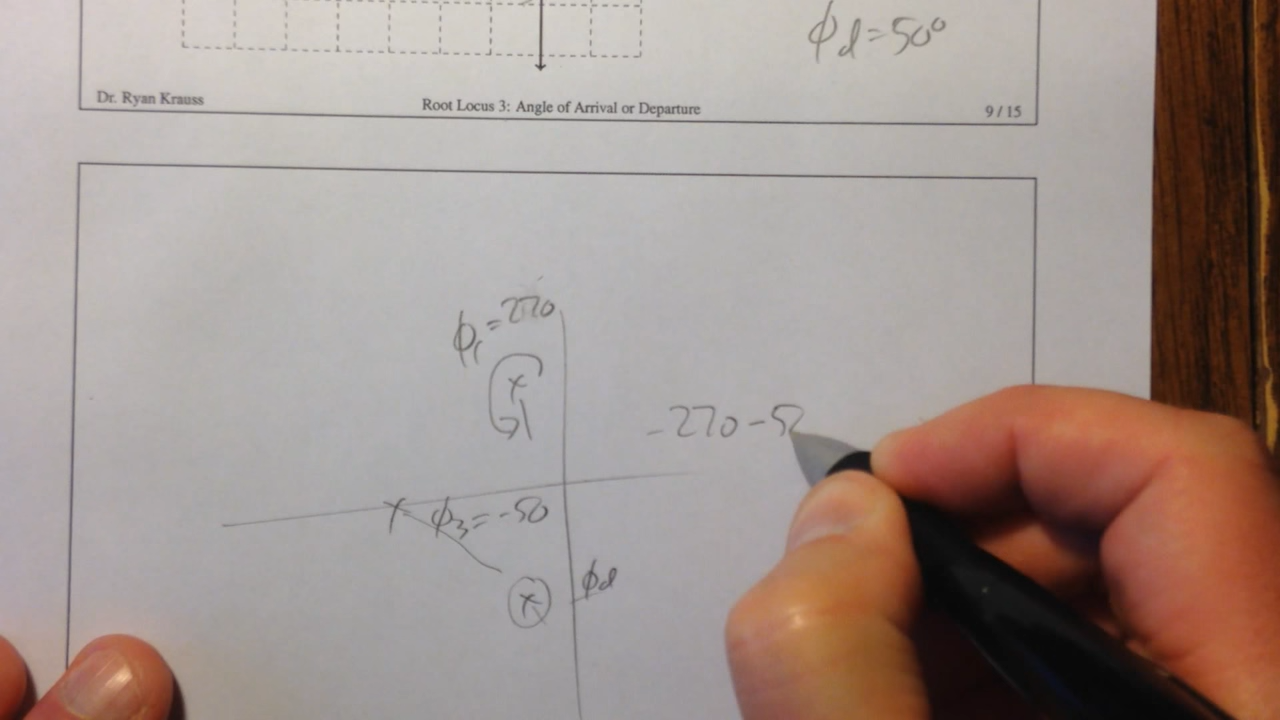 ϕd=50°
Dr. Ryan Krauss
Root Locus 3: Angle of Arrival or Departure
9 / 15
ϕ1=270
x
-270-5
x ϕ3=-50
ϕd
x